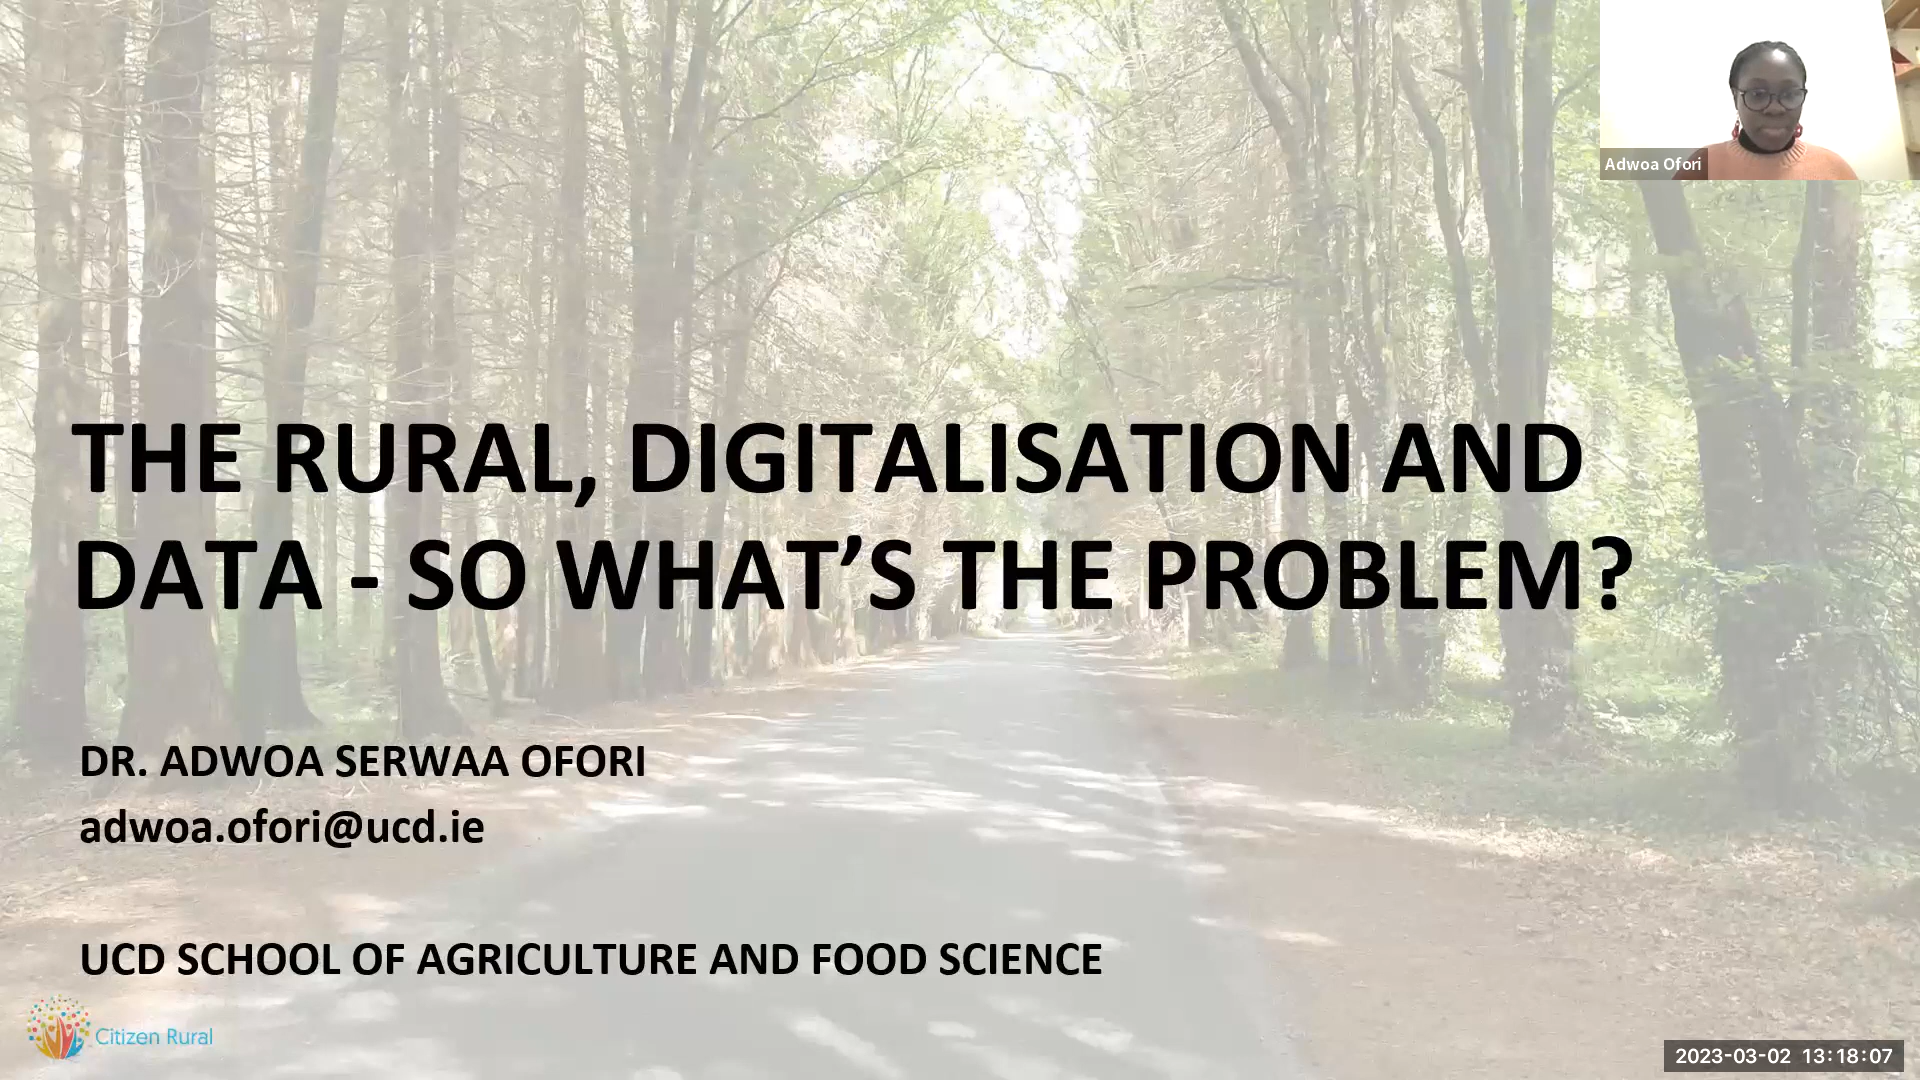 Adwoa Ofori
THE RURAL, DIGITALISATION AND
DATA - SO WHAT’S THE PROBLEM?
DR. ADWOA SERWAA OFORI
adwoa.ofori@ucd.ie
UCD SCHOOL OF AGRICULTURE AND FOOD SCIENCE
Citizen Rural
2023-03-02 13:18:07